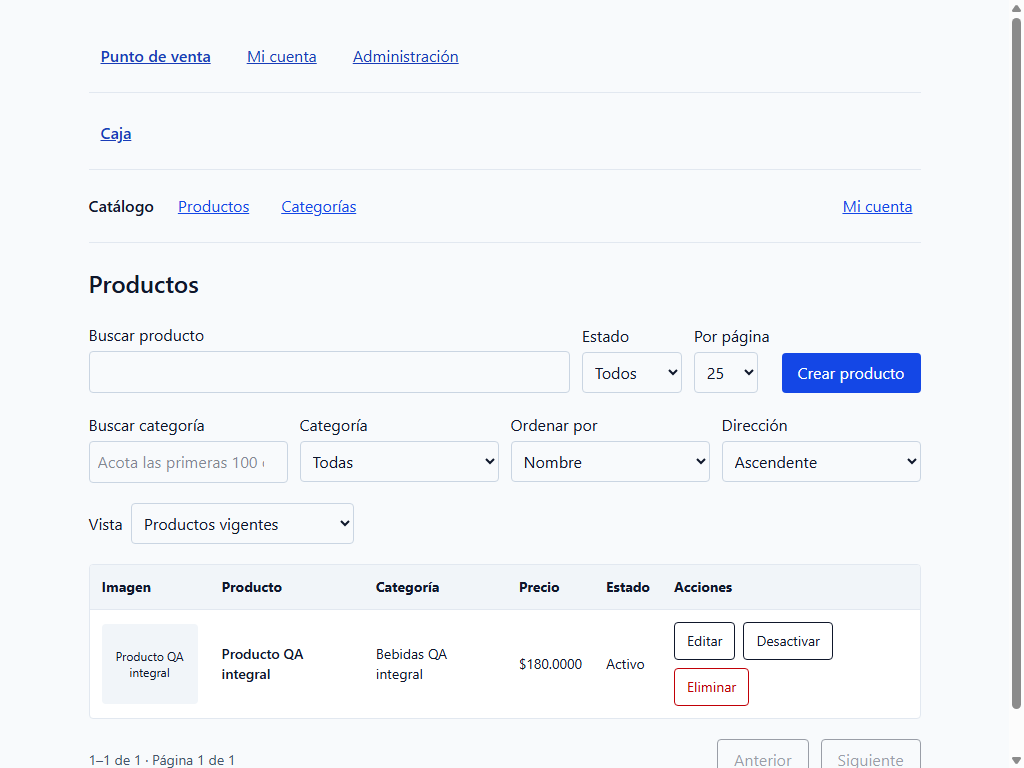 Punto de venta Mi cuenta Administración
Caja
Catálogo Productos Categorías Mi cuenta
Productos
Buscar producto Estado Por página
Todos 25 Crear producto
Buscar categoría Categoría Ordenar por Dirección
Acota las primeras 100 Todas Nombre Ascendente
Vista Productos vigentes
Imagen Producto Categoría Precio Estado Acciones
Producto QA
integral
Producto QA
integral
Bebidas QA
integral
$180.0000
Activo
Editar Desactivar
Eliminar
1–1 de 1 · Página 1 de 1 Anterior Siguiente